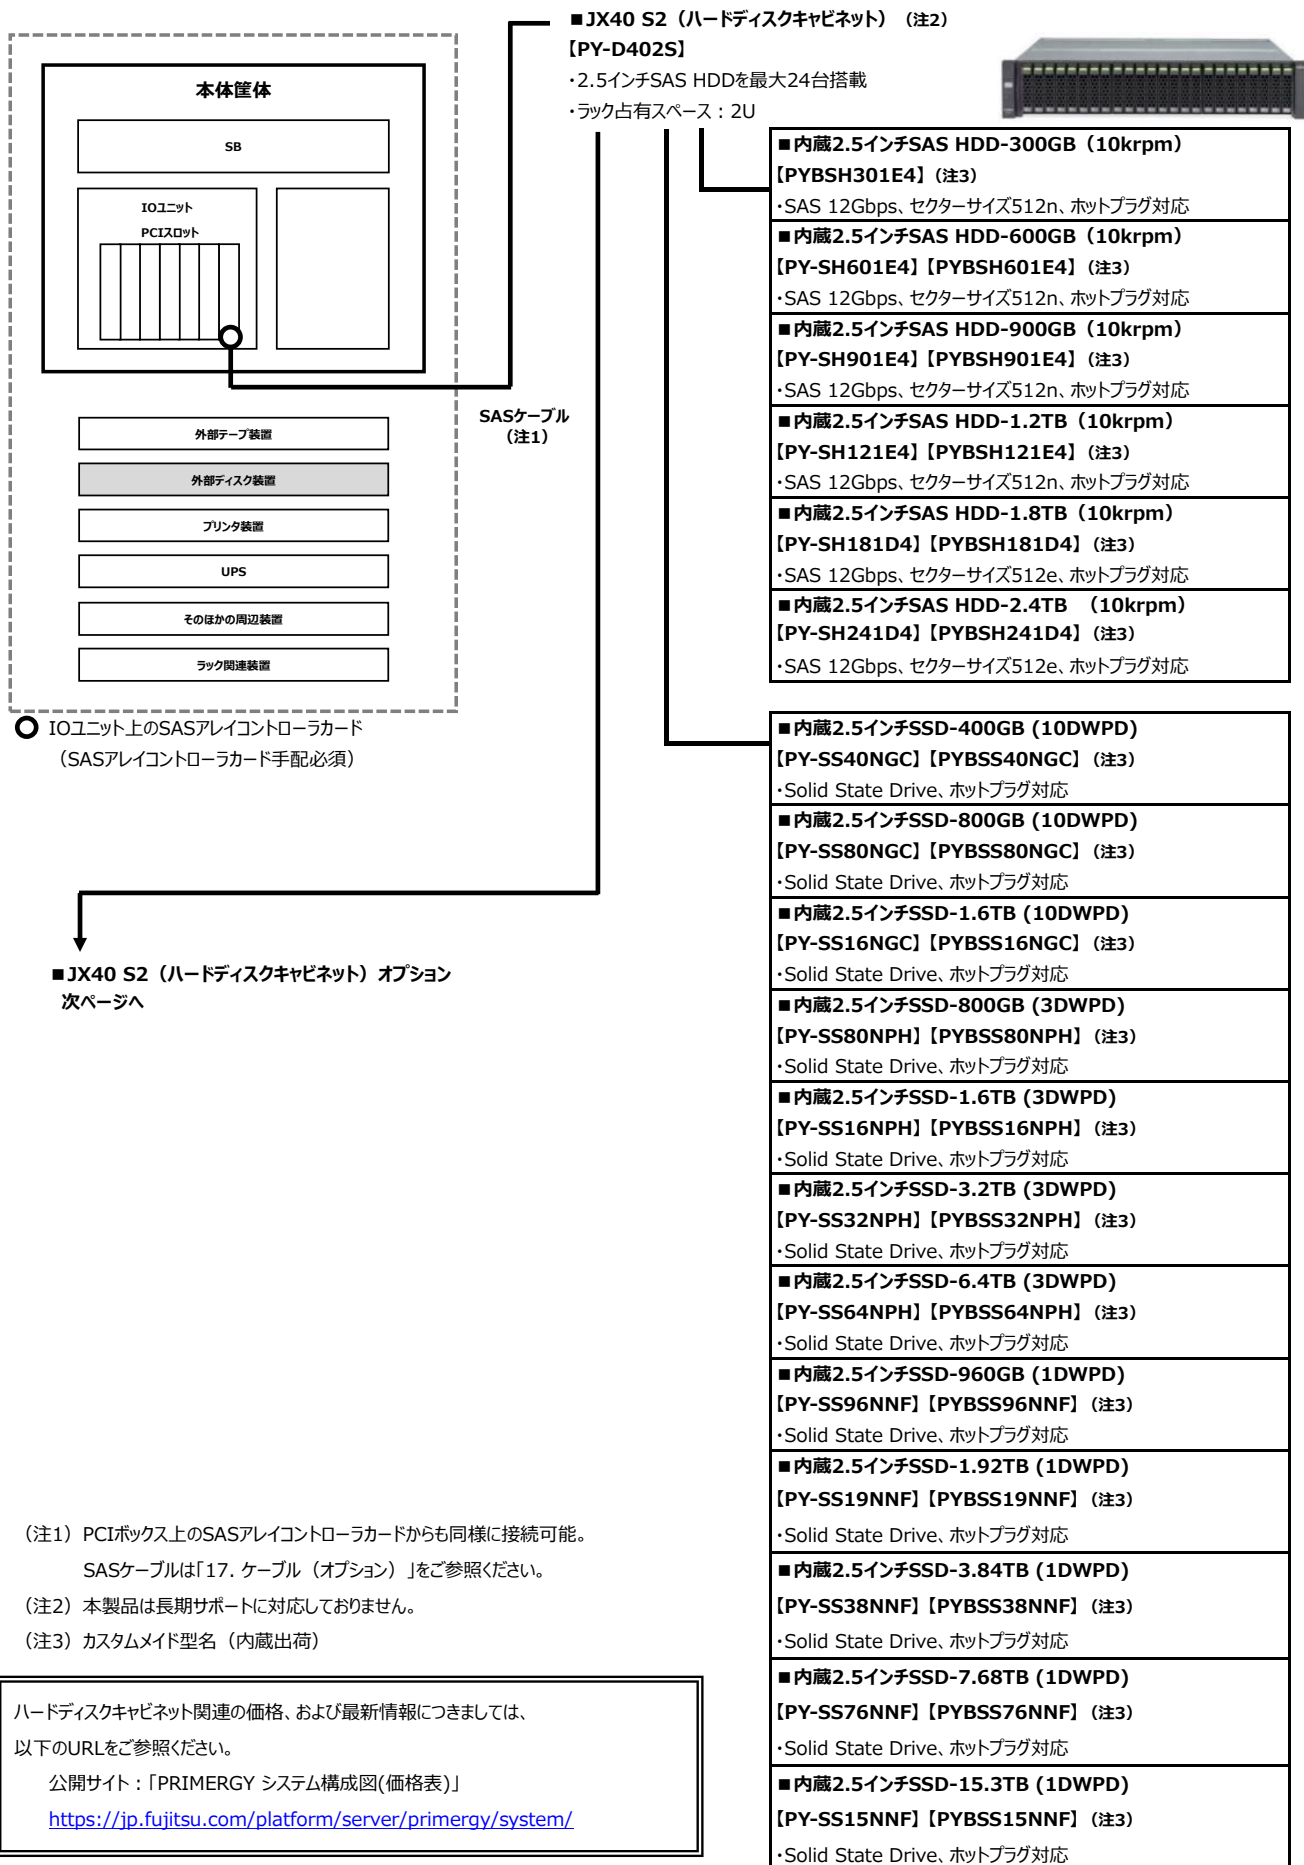 ■JX40 S2（ハードディスクキャビネット）（注2）
【PY-D402S】
・2.5インチSAS HDDを最大24台搭載
・ラック占有スペース：2U
本体筐体
SB
IOユニット
PCIスロット
SASケーブル
（注1）
外部テープ装置
外部ディスク装置
プリンタ装置
UPS
そのほかの周辺装置
ラック関連装置
IOユニット上のSASアレイコントローラカード
（SASアレイコントローラカード手配必須）
■JX40 S2（ハードディスクキャビネット）オプション
次ページへ
■内蔵2.5インチSAS HDD-300GB（10krpm）
【PYBSH301E4】（注3）
・SAS 12Gbps、セクターサイズ512n、ホットプラグ対応
■内蔵2.5インチSAS HDD-600GB（10krpm）
【PY-SH601E4】【PYBSH601E4】（注3）
・SAS 12Gbps、セクターサイズ512n、ホットプラグ対応
■内蔵2.5インチSAS HDD-900GB（10krpm）
【PY-SH901E4】【PYBSH901E4】（注3）
・SAS 12Gbps、セクターサイズ512n、ホットプラグ対応
■内蔵2.5インチSAS HDD-1.2TB（10krpm）
【PY-SH121E4】【PYBSH121E4】（注3）
・SAS 12Gbps、セクターサイズ512n、ホットプラグ対応
■内蔵2.5インチSAS HDD-1.8TB（10krpm）
【PY-SH181D4】【PYBSH181D4】（注3）
・SAS 12Gbps、セクターサイズ512e、ホットプラグ対応
■内蔵2.5インチSAS HDD-2.4TB　（10krpm）
【PY-SH241D4】【PYBSH241D4】（注3）
・SAS 12Gbps、セクターサイズ512e、ホットプラグ対応
■内蔵2.5インチSSD-400GB (10DWPD)
【PY-SS40NGC】【PYBSS40NGC】（注3）
・Solid State Drive、ホットプラグ対応
■内蔵2.5インチSSD-800GB (10DWPD)
【PY-SS80NGC】【PYBSS80NGC】（注3）
・Solid State Drive、ホットプラグ対応
■内蔵2.5インチSSD-1.6TB (10DWPD)
【PY-SS16NGC】【PYBSS16NGC】（注3）
・Solid State Drive、ホットプラグ対応
■内蔵2.5インチSSD-800GB (3DWPD)
【PY-SS80NPH】【PYBSS80NPH】（注3）
・Solid State Drive、ホットプラグ対応
■内蔵2.5インチSSD-1.6TB (3DWPD)
【PY-SS16NPH】【PYBSS16NPH】（注3）
・Solid State Drive、ホットプラグ対応
■内蔵2.5インチSSD-3.2TB (3DWPD)
【PY-SS32NPH】【PYBSS32NPH】（注3）
・Solid State Drive、ホットプラグ対応
■内蔵2.5インチSSD-6.4TB (3DWPD)
【PY-SS64NPH】【PYBSS64NPH】（注3）
・Solid State Drive、ホットプラグ対応
■内蔵2.5インチSSD-960GB (1DWPD)
【PY-SS96NNF】【PYBSS96NNF】（注3）
・Solid State Drive、ホットプラグ対応
■内蔵2.5インチSSD-1.92TB (1DWPD)
【PY-SS19NNF】【PYBSS19NNF】（注3）
・Solid State Drive、ホットプラグ対応
■内蔵2.5インチSSD-3.84TB (1DWPD)
【PY-SS38NNF】【PYBSS38NNF】（注3）
・Solid State Drive、ホットプラグ対応
■内蔵2.5インチSSD-7.68TB (1DWPD)
【PY-SS76NNF】【PYBSS76NNF】（注3）
・Solid State Drive、ホットプラグ対応
■内蔵2.5インチSSD-15.3TB (1DWPD)
【PY-SS15NNF】【PYBSS15NNF】（注3）
・Solid State Drive、ホットプラグ対応
（注1）PCIボックス上のSASアレイコントローラカードからも同様に接続可能。
SASケーブルは「17. ケーブル（オプション）」をご参照ください。
（注2）本製品は長期サポートに対応しておりません。
（注3）カスタムメイド型名（内蔵出荷）
ハードディスクキャビネット関連の価格、および最新情報につきましては、
以下のURLをご参照ください。
公開サイト：「PRIMERGY システム構成図(価格表)」
https://jp.fujitsu.com/platform/server/primergy/system/